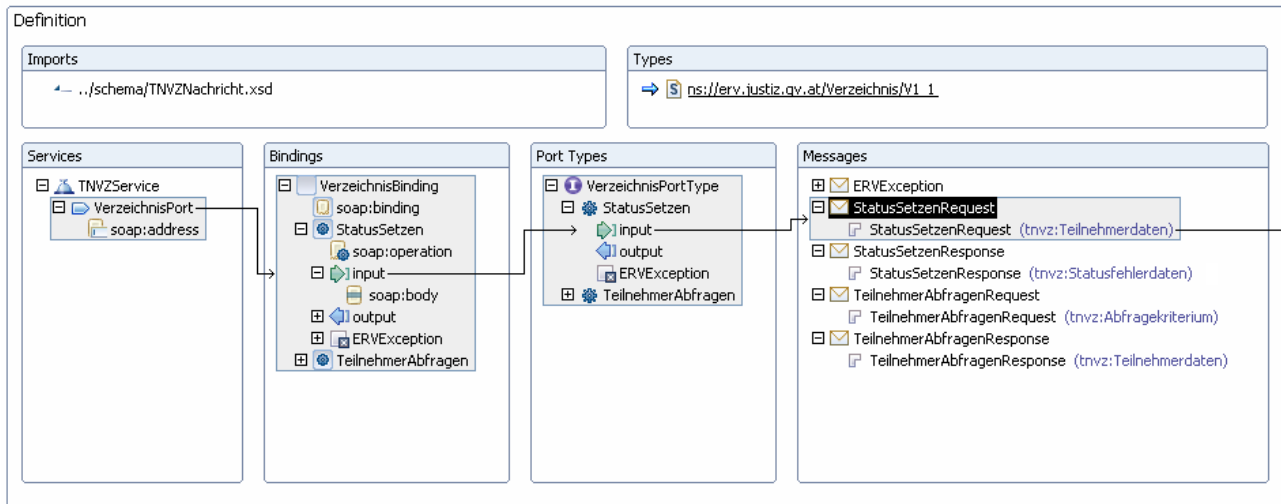 Definition
Imports
../schema/TNVZNachricht.xsd
Types
ns://erv.justiz.gv.at/Verzeichnis/V1_1
Services
TNVZService
VerzeichnisPort
soap:address
Bindings
VerzeichnisBinding
soap:binding
StatusSetzen
soap:operation
input
soap:body
output
ERVException
TeilnehmerAbfragen
Port Types
VerzeichnisPortType
StatusSetzen
input
output
ERVException
TeilnehmerAbfragen
Messages
ERVException
StatusSetzenRequest
StatusSetzenRequest (tnvz:Teilnehmerdaten)
StatusSetzenResponse
StatusSetzenResponse (tnvz:Statusfehlerdaten)
TeilnehmerAbfragenRequest
TeilnehmerAbfragenRequest (tnvz:Abfragekriterium)
TeilnehmerAbfragenResponse
TeilnehmerAbfragenResponse (tnvz:Teilnehmerdaten)